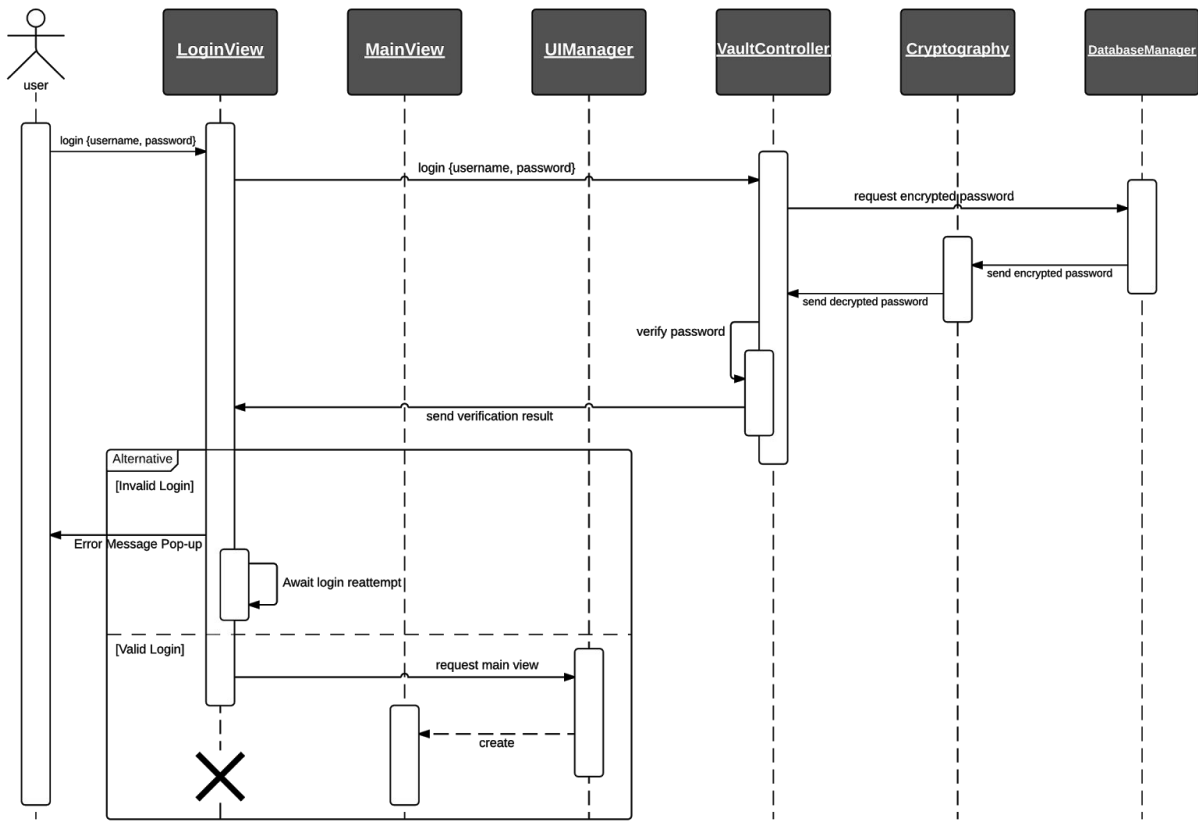 LoginView
MainView
UIManager
VaultController
Cryptography
DatabaseManager
user
login {username, password}
login {username, password}
request encrypted password
send encrypted password
send decrypted password
verify password
send verification result
Alternative
[Invalid Login]
Error Message Pop-up
Await login reattempt
[Valid Login]
request main view
create